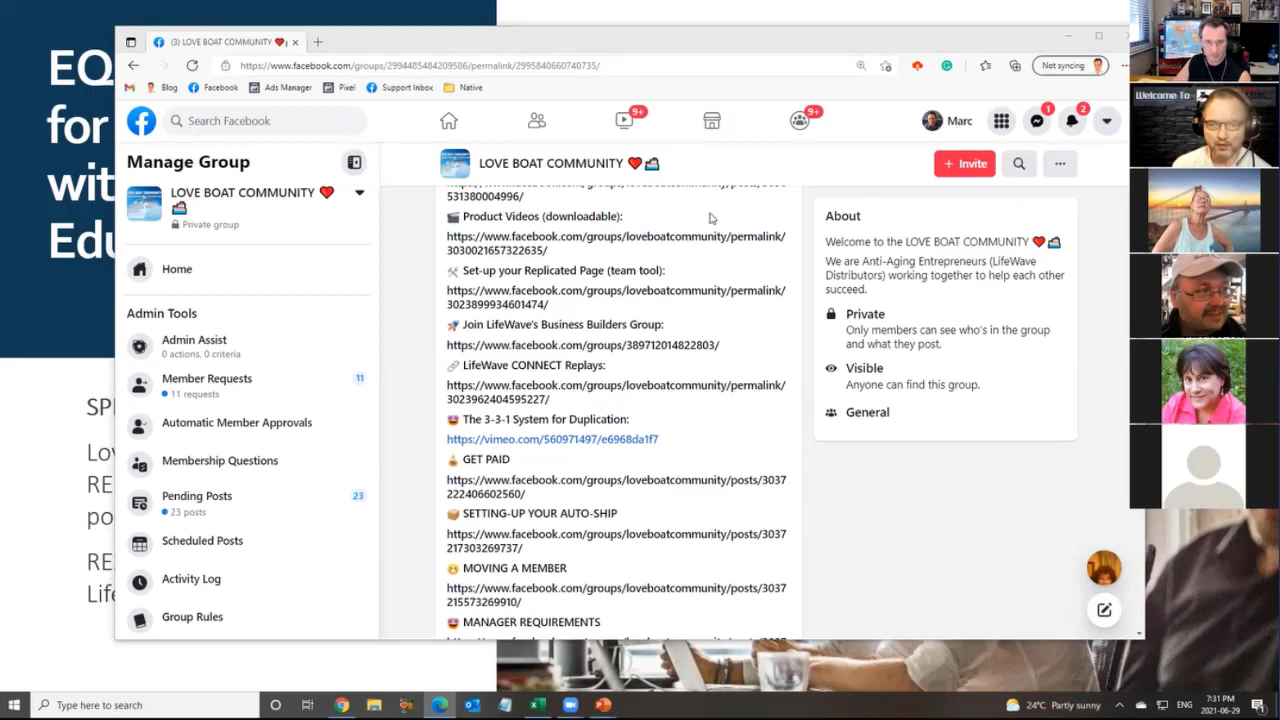 EQ
for
wit
Edu
SP
Lo
RE
po
RE
Life
(3) LOVE BOAT COMMUNITY ❤️
https://www.facebook.com/groups/2994485484209586/permalink/2995840660740735/
Not syncing
Blog
Facebook
Ads Manager
Pixel
Support Inbox
Native
Search Facebook
9+
9+
Marc
1
2
Manage Group
LOVE BOAT COMMUNITY ❤️🛳
Private group
Home
Admin Tools
Admin Assist
0 actions, 0 criteria
Member Requests
11
11 requests
Automatic Member Approvals
Membership Questions
Pending Posts
23
23 posts
Scheduled Posts
Activity Log
Group Rules
LOVE BOAT COMMUNITY ❤️🛳
+ Invite
531380004996/
🎬 Product Videos (downloadable):
https://www.facebook.com/groups/loveboatcommunity/permalink/
3030021657322635/
🛠 Set-up your Replicated Page (team tool):
https://www.facebook.com/groups/loveboatcommunity/permalink/
3023899934601474/
🚀 Join LifeWave's Business Builders Group:
https://www.facebook.com/groups/389712014822803/
🔗 LifeWave CONNECT Replays:
https://www.facebook.com/groups/loveboatcommunity/permalink/
3023962404595227/
🤩 The 3-3-1 System for Duplication:
https://vimeo.com/560971497/e6968da1f7
💰 GET PAID
https://www.facebook.com/groups/loveboatcommunity/posts/3037
222406602560/
📦 SETTING-UP YOUR AUTO-SHIP
https://www.facebook.com/groups/loveboatcommunity/posts/3037
217303269737/
😀 MOVING A MEMBER
https://www.facebook.com/groups/loveboatcommunity/posts/3037
215573269910/
🤩 MANAGER REQUIREMENTS
About
Welcome to the LOVE BOAT COMMUNITY ❤️🛳
We are Anti-Aging Entrepreneurs (LifeWave
Distributors) working together to help each other
succeed.
Private
Only members can see who's in the group
and what they post.
Visible
Anyone can find this group.
General
Welcome To
Type here to search
24°C Partly sunny
ENG
7:31 PM
2021-06-29